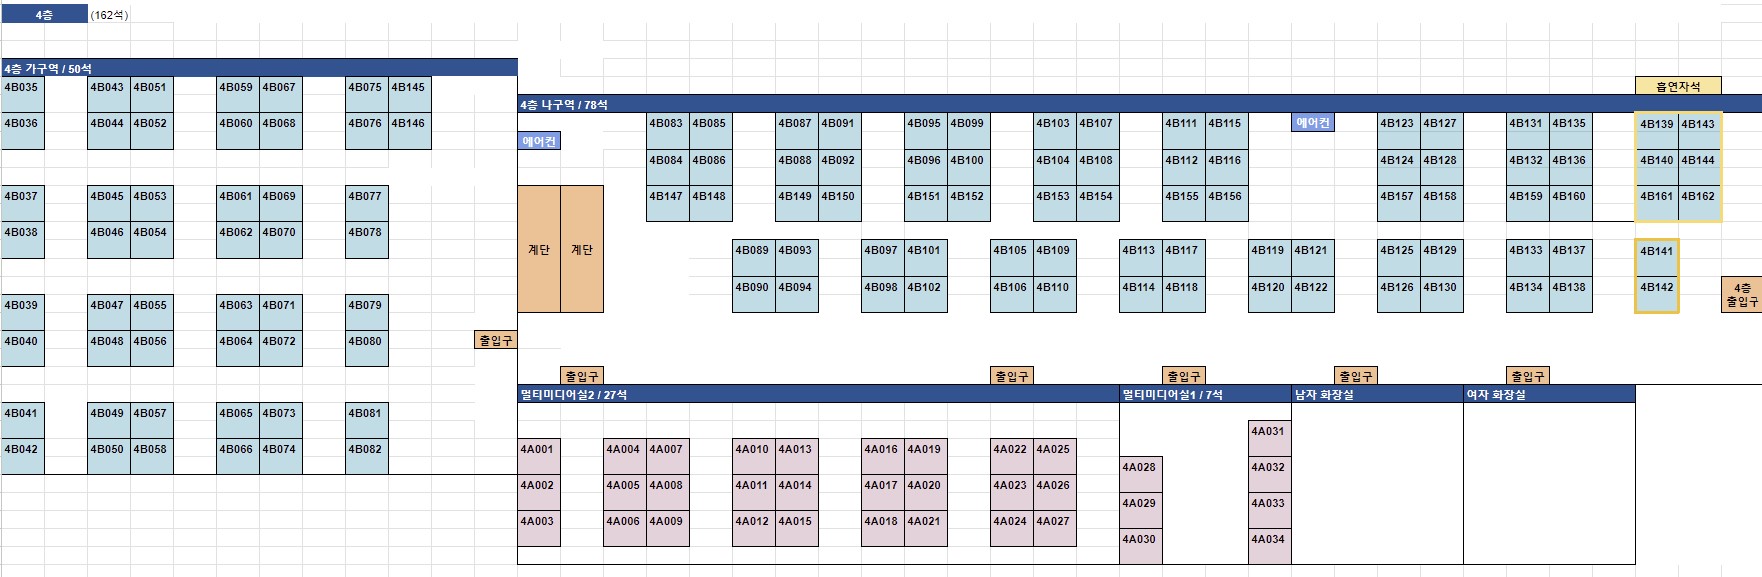 4층 (162석)
4층 가구역 / 50석
4B035 4B043 4B051 4B059 4B067 4B075 4B145
4B036 4B044 4B052 4B060 4B068 4B076 4B146
4B037 4B045 4B053 4B061 4B069 4B077
4B038 4B046 4B054 4B062 4B070 4B078
4B039 4B047 4B055 4B063 4B071 4B079
4B040 4B048 4B056 4B064 4B072 4B080
출입구
4B041 4B049 4B057 4B065 4B073 4B081
4B042 4B050 4B058 4B066 4B074 4B082
흡연자석
4층 나구역 / 78석
4B083 4B085 4B087 4B091 4B095 4B099 4B103 4B107 4B111 4B115 에어컨 4B123 4B127 4B131 4B135 4B139 4B143
에어컨
4B084 4B086 4B088 4B092 4B096 4B100 4B104 4B108 4B112 4B116 4B124 4B128 4B132 4B136 4B140 4B144
4B147 4B148 4B149 4B150 4B151 4B152 4B153 4B154 4B155 4B156 4B157 4B158 4B159 4B160 4B161 4B162
계단 계단 4B089 4B093 4B097 4B101 4B105 4B109 4B113 4B117 4B119 4B121 4B125 4B129 4B133 4B137 4B141
4B090 4B094 4B098 4B102 4B106 4B110 4B114 4B118 4B120 4B122 4B126 4B130 4B134 4B138 4B142
4층
출입구
출입구 출입구 출입구 출입구 출입구
멀티미디어실2 / 27석 멀티미디어실1 / 7석 남자 화장실 여자 화장실
4A031
4A001 4A004 4A007 4A010 4A013 4A016 4A019 4A022 4A025
4A028 4A032
4A002 4A005 4A008 4A011 4A014 4A017 4A020 4A023 4A026
4A029 4A033
4A003 4A006 4A009 4A012 4A015 4A018 4A021 4A024 4A027
4A030 4A034